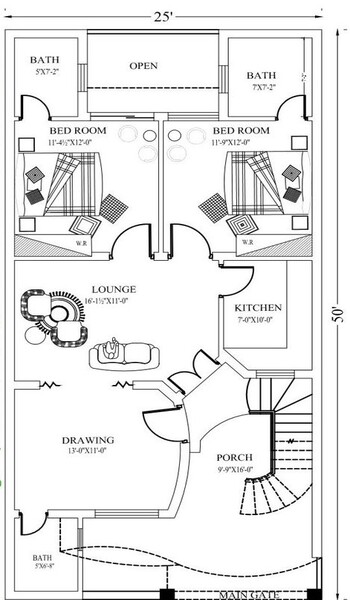 25'
BATH
5'X7'-2"
OPEN
BATH
7'X7'-2"
BED ROOM
11'-4½"X12'-0"
BED ROOM
11'-9"X12'-0"
W.R
W.R
LOUNGE
16'-1½"X11'-0"
KITCHEN
7'-0"X10'-0"
50'
DRAWING
13'-0"X11'-0"
PORCH
9'-9"X16'-0"
BATH
5'X6'-8"
MAIN GATE